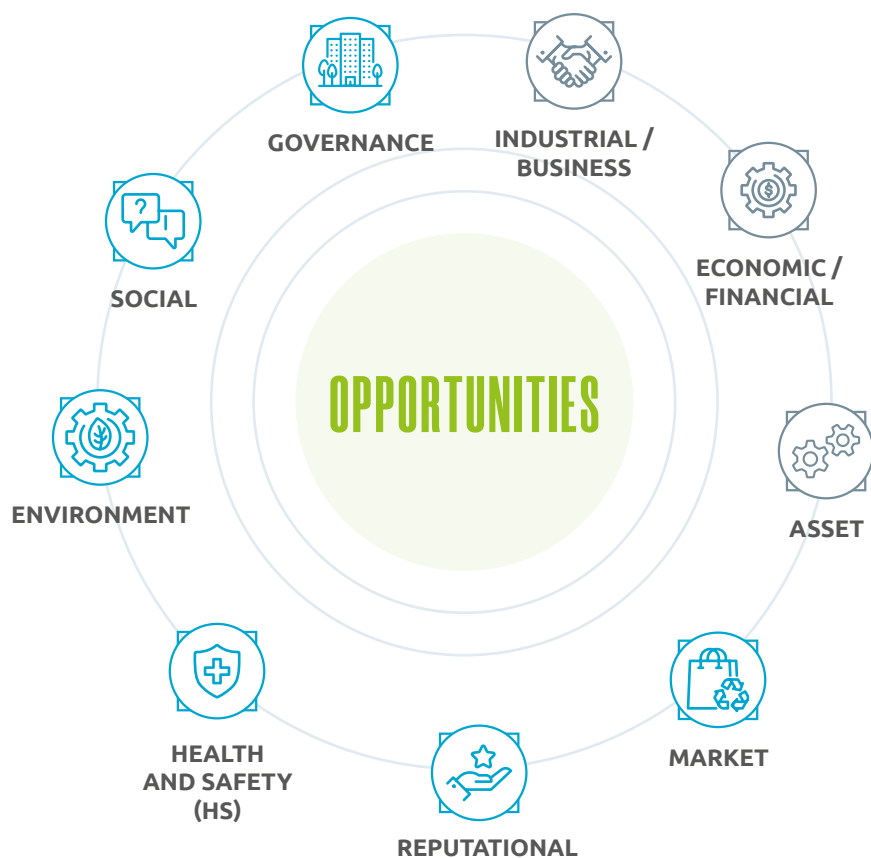 GOVERNANCE
INDUSTRIAL /
BUSINESS
ECONOMIC /
FINANCIAL
SOCIAL
OPPORTUNITIES
ENVIRONMENT
ASSET
MARKET
HEALTH
AND SAFETY
(HS)
REPUTATIONAL